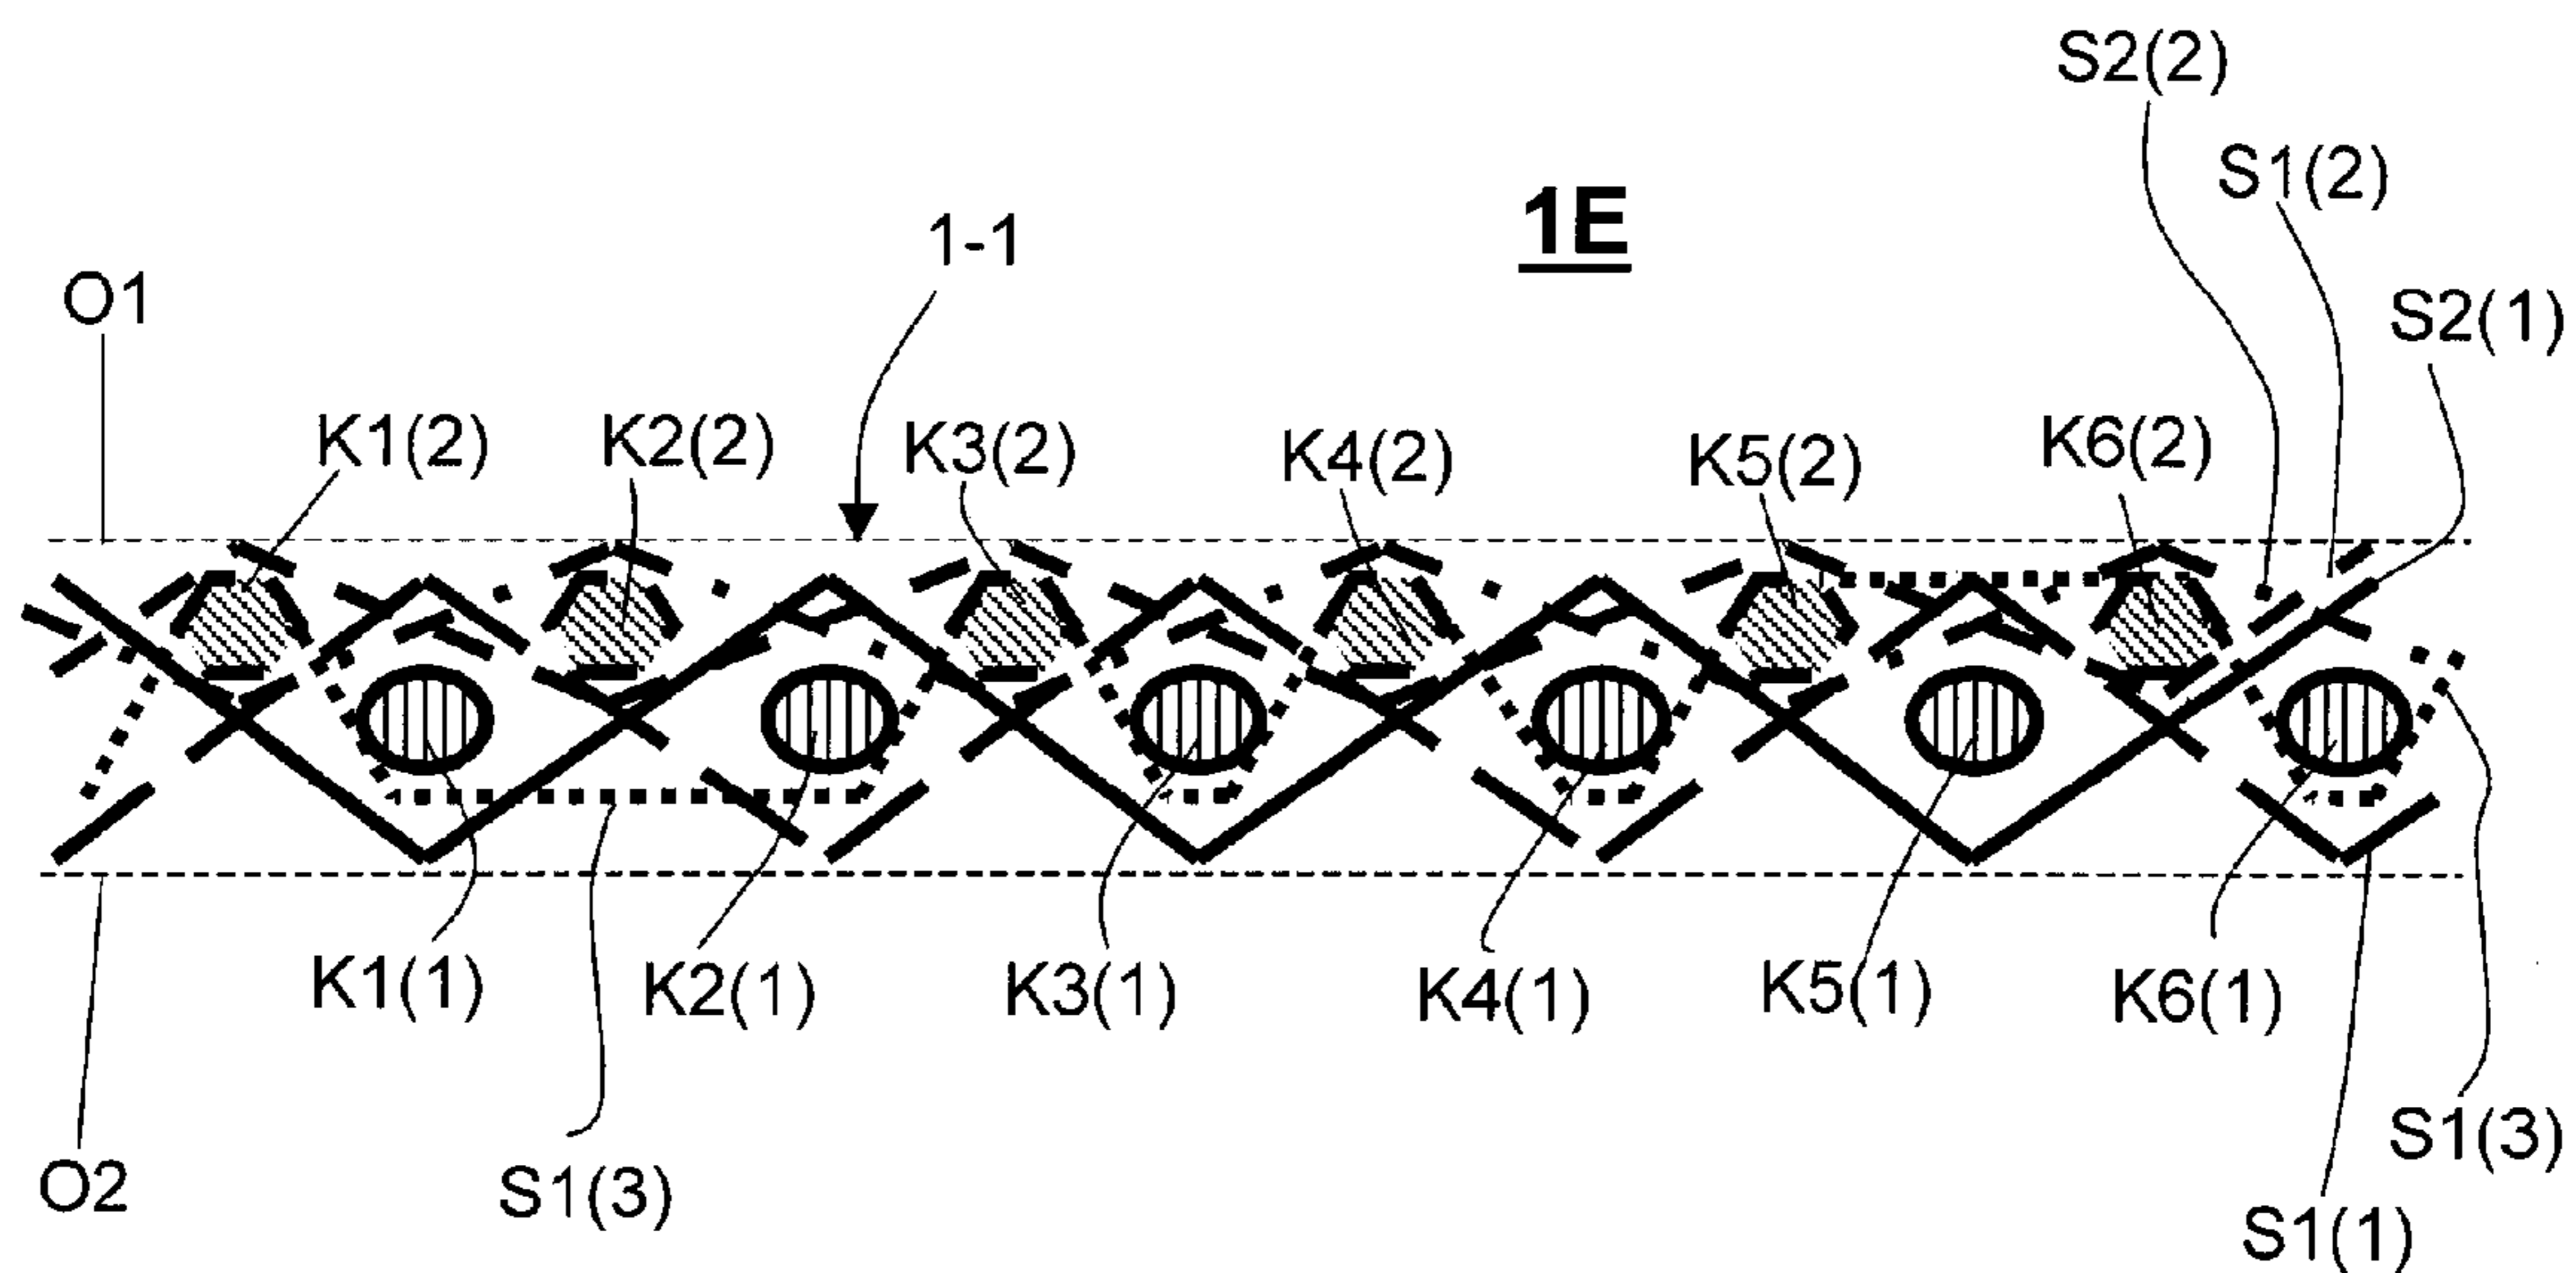 S2(2)
S1(2)
1E
1-1
O1
S2(1)
K1(2) K2(2) K3(2) K4(2) K5(2) K6(2)
K1(1) K2(1) K3(1) K4(1) K5(1) K6(1)
S1(3)
O2
S1(3)
S1(1)